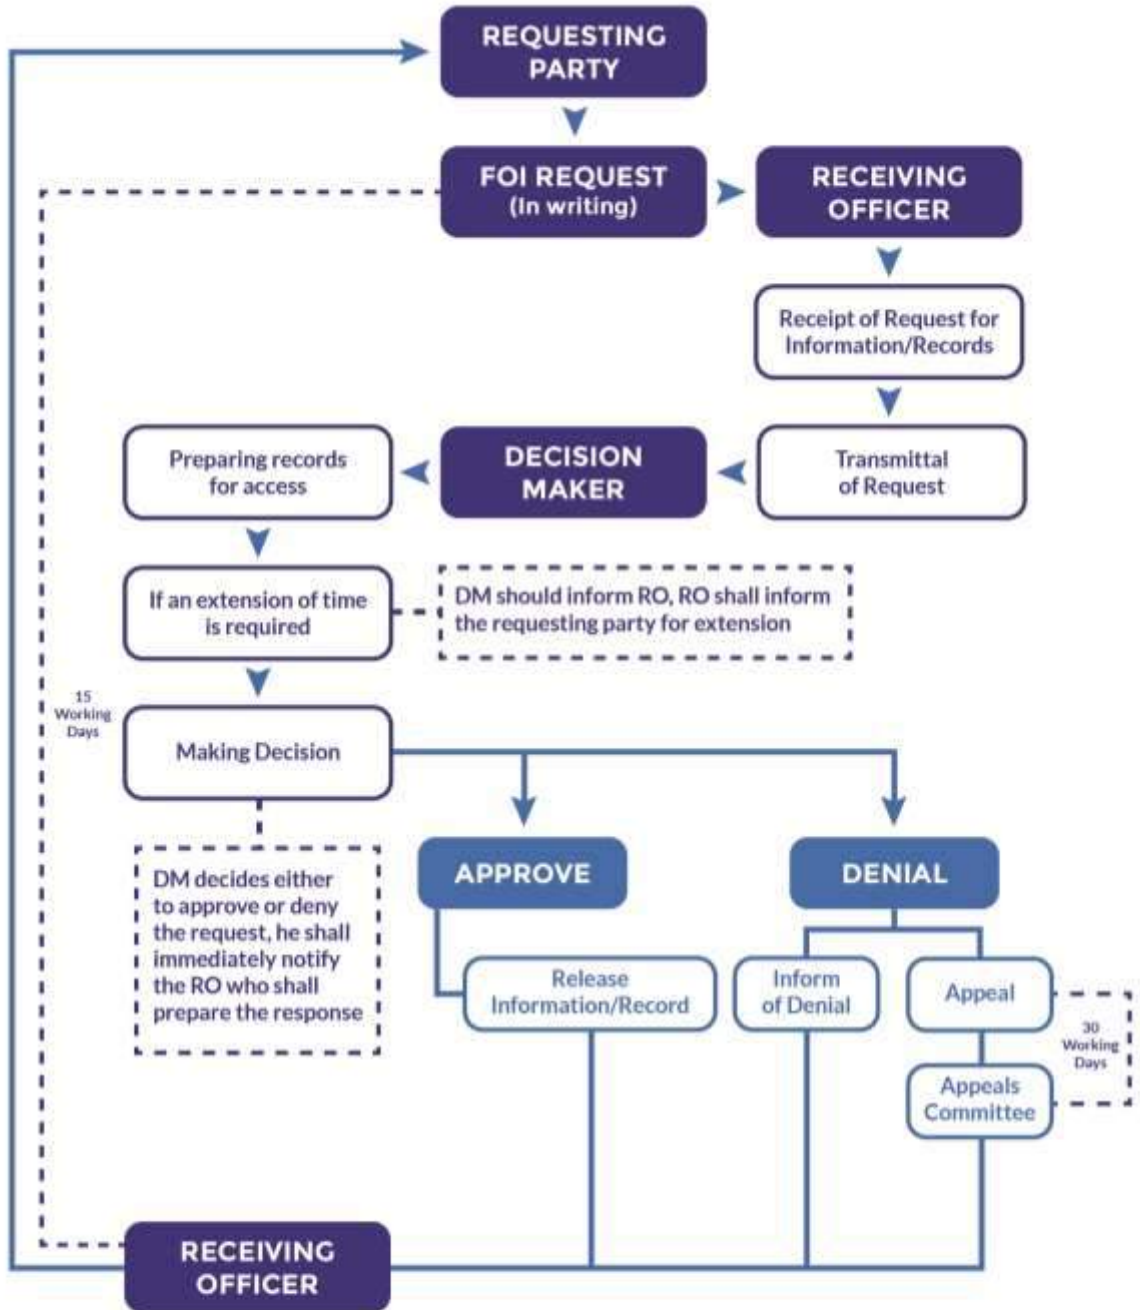 REQUESTING
PARTY
FOI REQUEST
(In writing)
RECEIVING
OFFICER
Receipt of Request for
Information/Records
Transmittal
of Request
DECISION
MAKER
Preparing records
for access
If an extension of time
is required
DM should inform RO, RO shall inform
the requesting party for extension
15
Working
Days
Making Decision
DM decides either
to approve or deny
the request, he shall
immediately notify
the RO who shall
prepare the response
APPROVE
Release
Information/Record
DENIAL
Inform
of Denial
Appeal
30
Working
Days
Appeals
Committee
RECEIVING
OFFICER